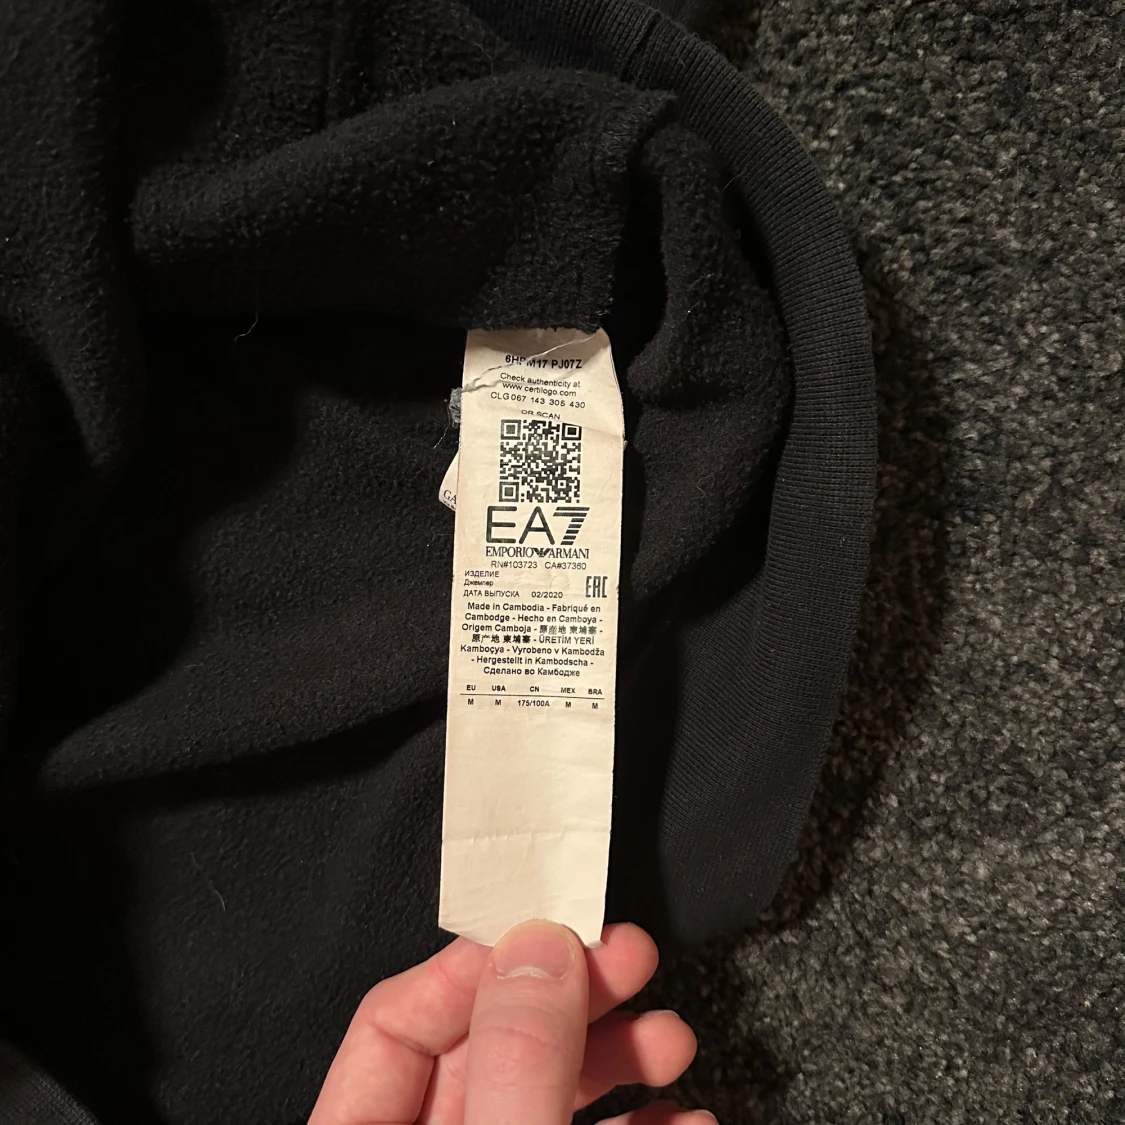 6HPM17 PJ07Z
Check authenticity at
www.certilogo.com
CLG 067 143 305 430
OR SCAN
GA
EA7
EMPORIO ARMANI
RN#103723 CA#37360
ИЗДЕЛИЕ
Джемпер
ДАТА ВЫПУСКА 02/2020
EAC
Made in Cambodia - Fabriqué en
Cambodge - Hecho en Camboya -
Origem Camboja - 原産地 柬埔寨 -
原产地 柬埔寨 - ÜRETİM YERİ
Kamboçya - Vyrobeno v Kambodža
- Hergestellt in Kambodscha -
Сделано во Камбодже
EU USA CN MEX BRA
M M 175/100A M M